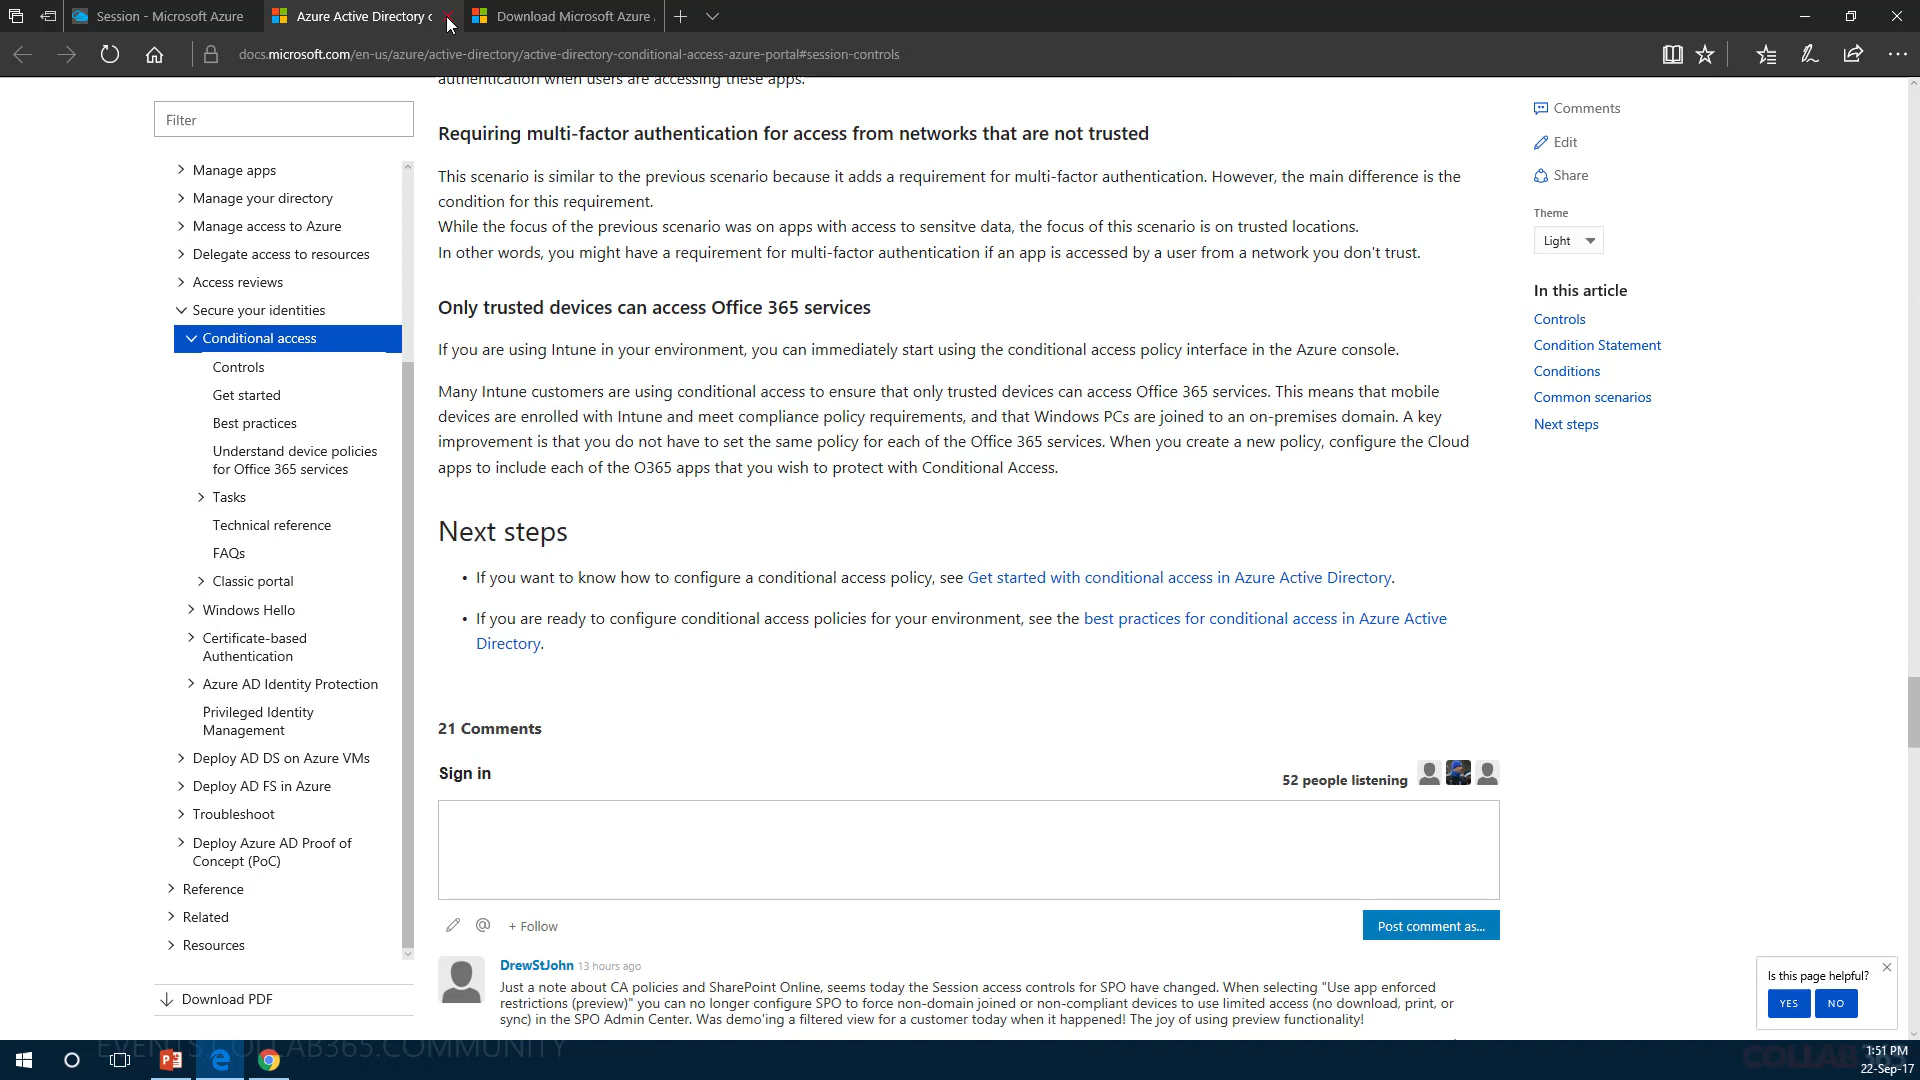 Session - Microsoft Azure
Azure Active Directory c
Download Microsoft Azure
docs.microsoft.com/en-us/azure/active-directory/active-directory-conditional-access-azure-portal#session-controls
authentication when users are accessing these apps.
Filter
Manage apps
Manage your directory
Manage access to Azure
Delegate access to resources
Access reviews
Secure your identities
Conditional access
Controls
Get started
Best practices
Understand device policies
for Office 365 services
Tasks
Technical reference
FAQs
Classic portal
Windows Hello
Certificate-based
Authentication
Azure AD Identity Protection
Privileged Identity
Management
Deploy AD DS on Azure VMs
Deploy AD FS in Azure
Troubleshoot
Deploy Azure AD Proof of
Concept (PoC)
Reference
Related
Resources
Download PDF
Requiring multi-factor authentication for access from networks that are not trusted
This scenario is similar to the previous scenario because it adds a requirement for multi-factor authentication. However, the main difference is the
condition for this requirement.
While the focus of the previous scenario was on apps with access to sensitve data, the focus of this scenario is on trusted locations.
In other words, you might have a requirement for multi-factor authentication if an app is accessed by a user from a network you don't trust.
Only trusted devices can access Office 365 services
If you are using Intune in your environment, you can immediately start using the conditional access policy interface in the Azure console.
Many Intune customers are using conditional access to ensure that only trusted devices can access Office 365 services. This means that mobile
devices are enrolled with Intune and meet compliance policy requirements, and that Windows PCs are joined to an on-premises domain. A key
improvement is that you do not have to set the same policy for each of the Office 365 services. When you create a new policy, configure the Cloud
apps to include each of the O365 apps that you wish to protect with Conditional Access.
Next steps
• If you want to know how to configure a conditional access policy, see Get started with conditional access in Azure Active Directory.
• If you are ready to configure conditional access policies for your environment, see the best practices for conditional access in Azure Active
Directory.
21 Comments
Sign in
52 people listening
@ + Follow
Post comment as...
DrewStJohn 13 hours ago
Just a note about CA policies and SharePoint Online, seems today the Session access controls for SPO have changed. When selecting "Use app enforced
restrictions (preview)" you can no longer configure SPO to force non-domain joined or non-compliant devices to use limited access (no download, print, or
sync) in the SPO Admin Center. Was demo'ing a filtered view for a customer today when it happened! The joy of using preview functionality!
Comments
Edit
Share
Theme
Light
In this article
Controls
Condition Statement
Conditions
Common scenarios
Next steps
Is this page helpful?
YES
NO
EVENTS.COLLAB365.COMMUNITY
COLLAB365
1:51 PM
22-Sep-17